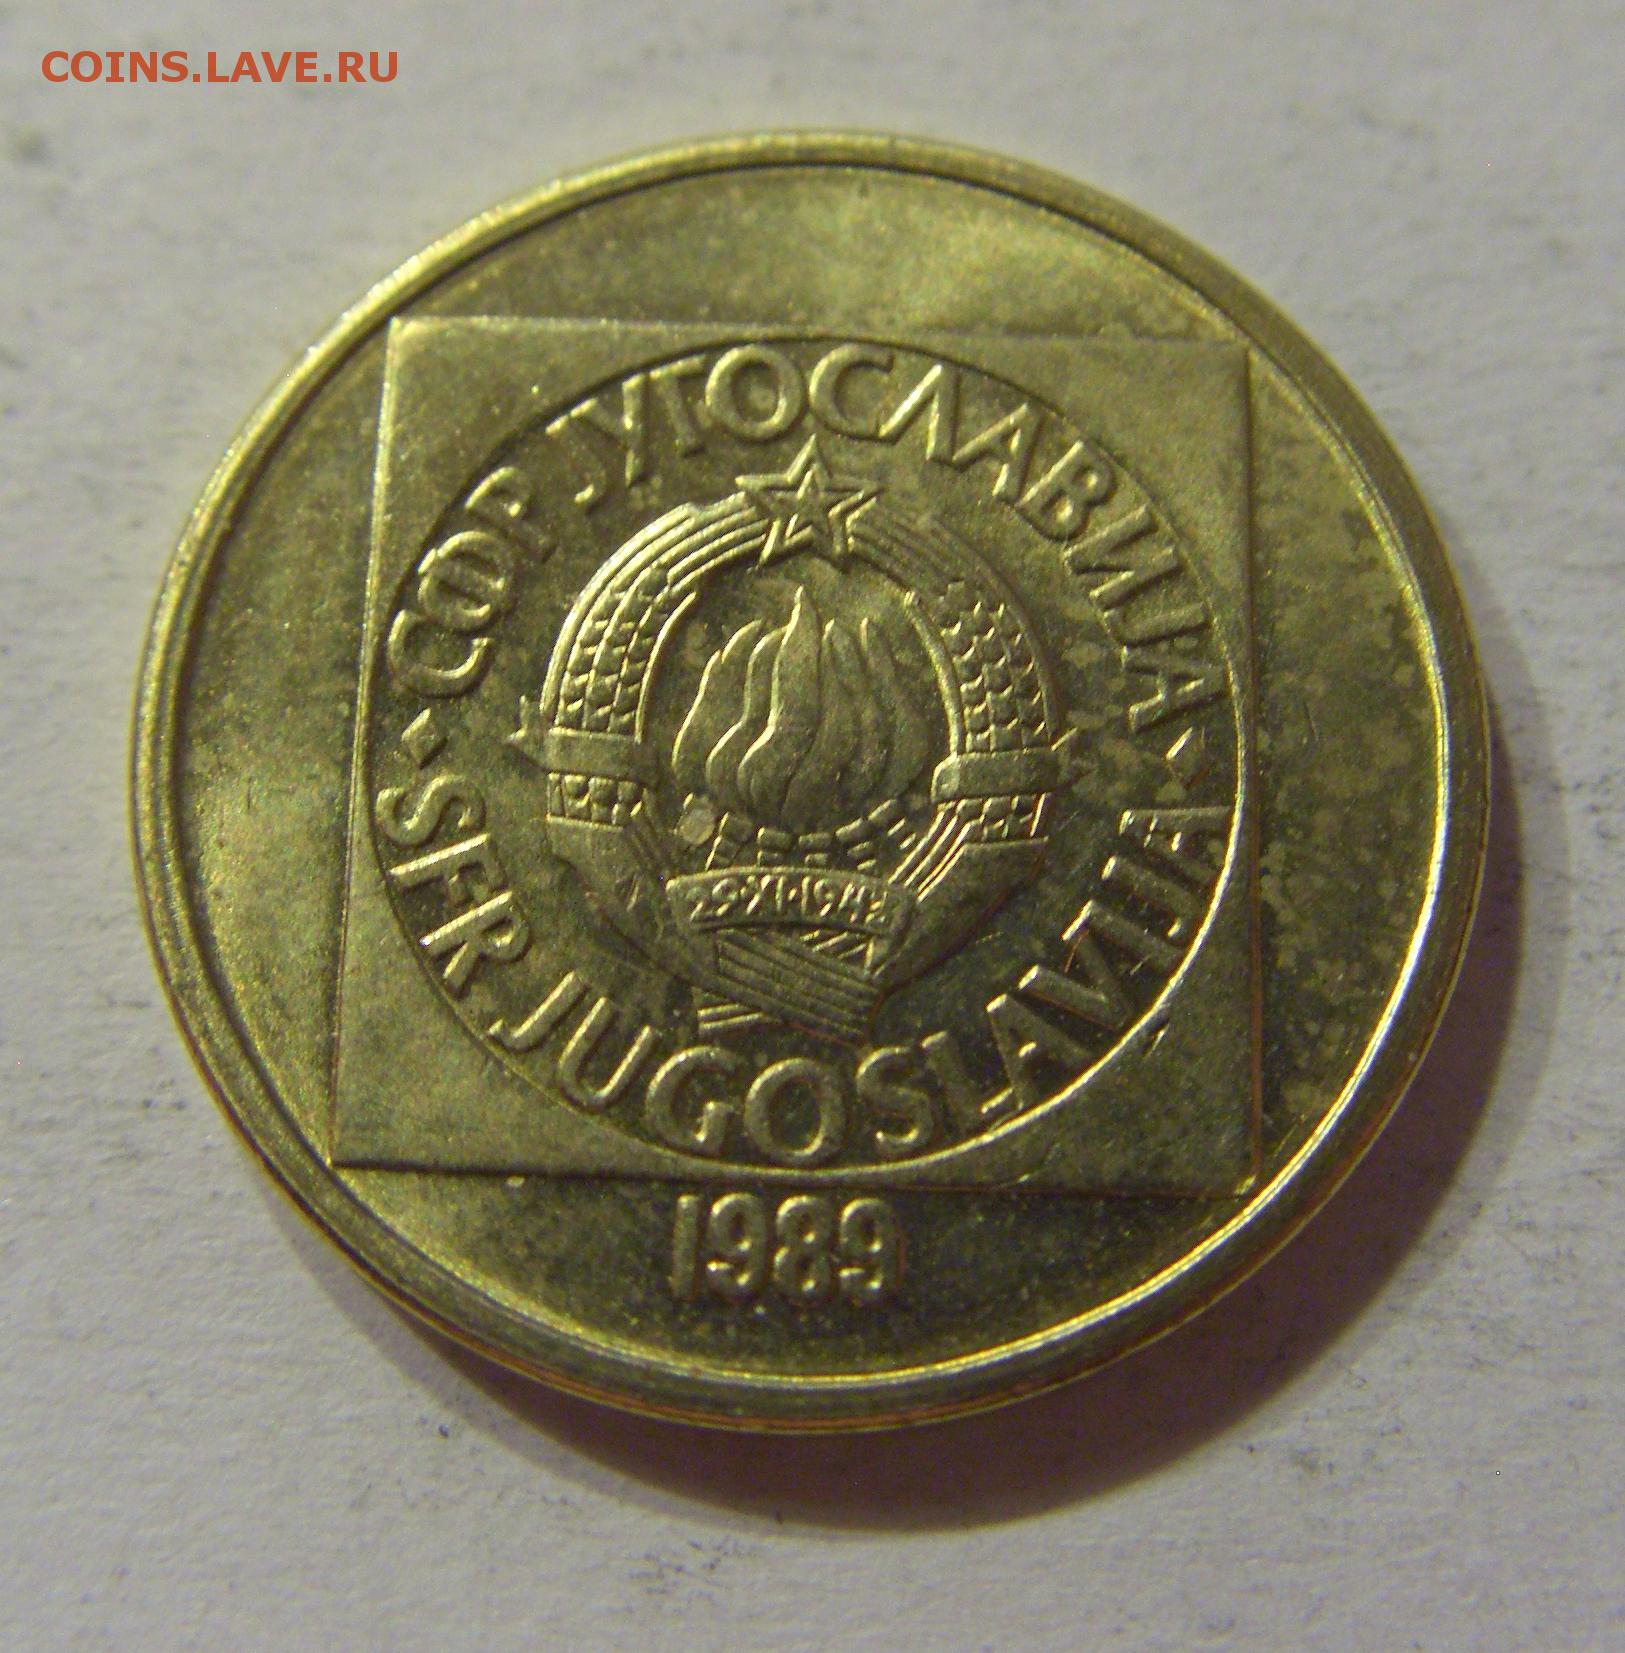 COINS.LAVE.RU
СФР ЈУГОСЛАВИЈА
SFR JUGOSLAVIJA
29·XI·1943
1989